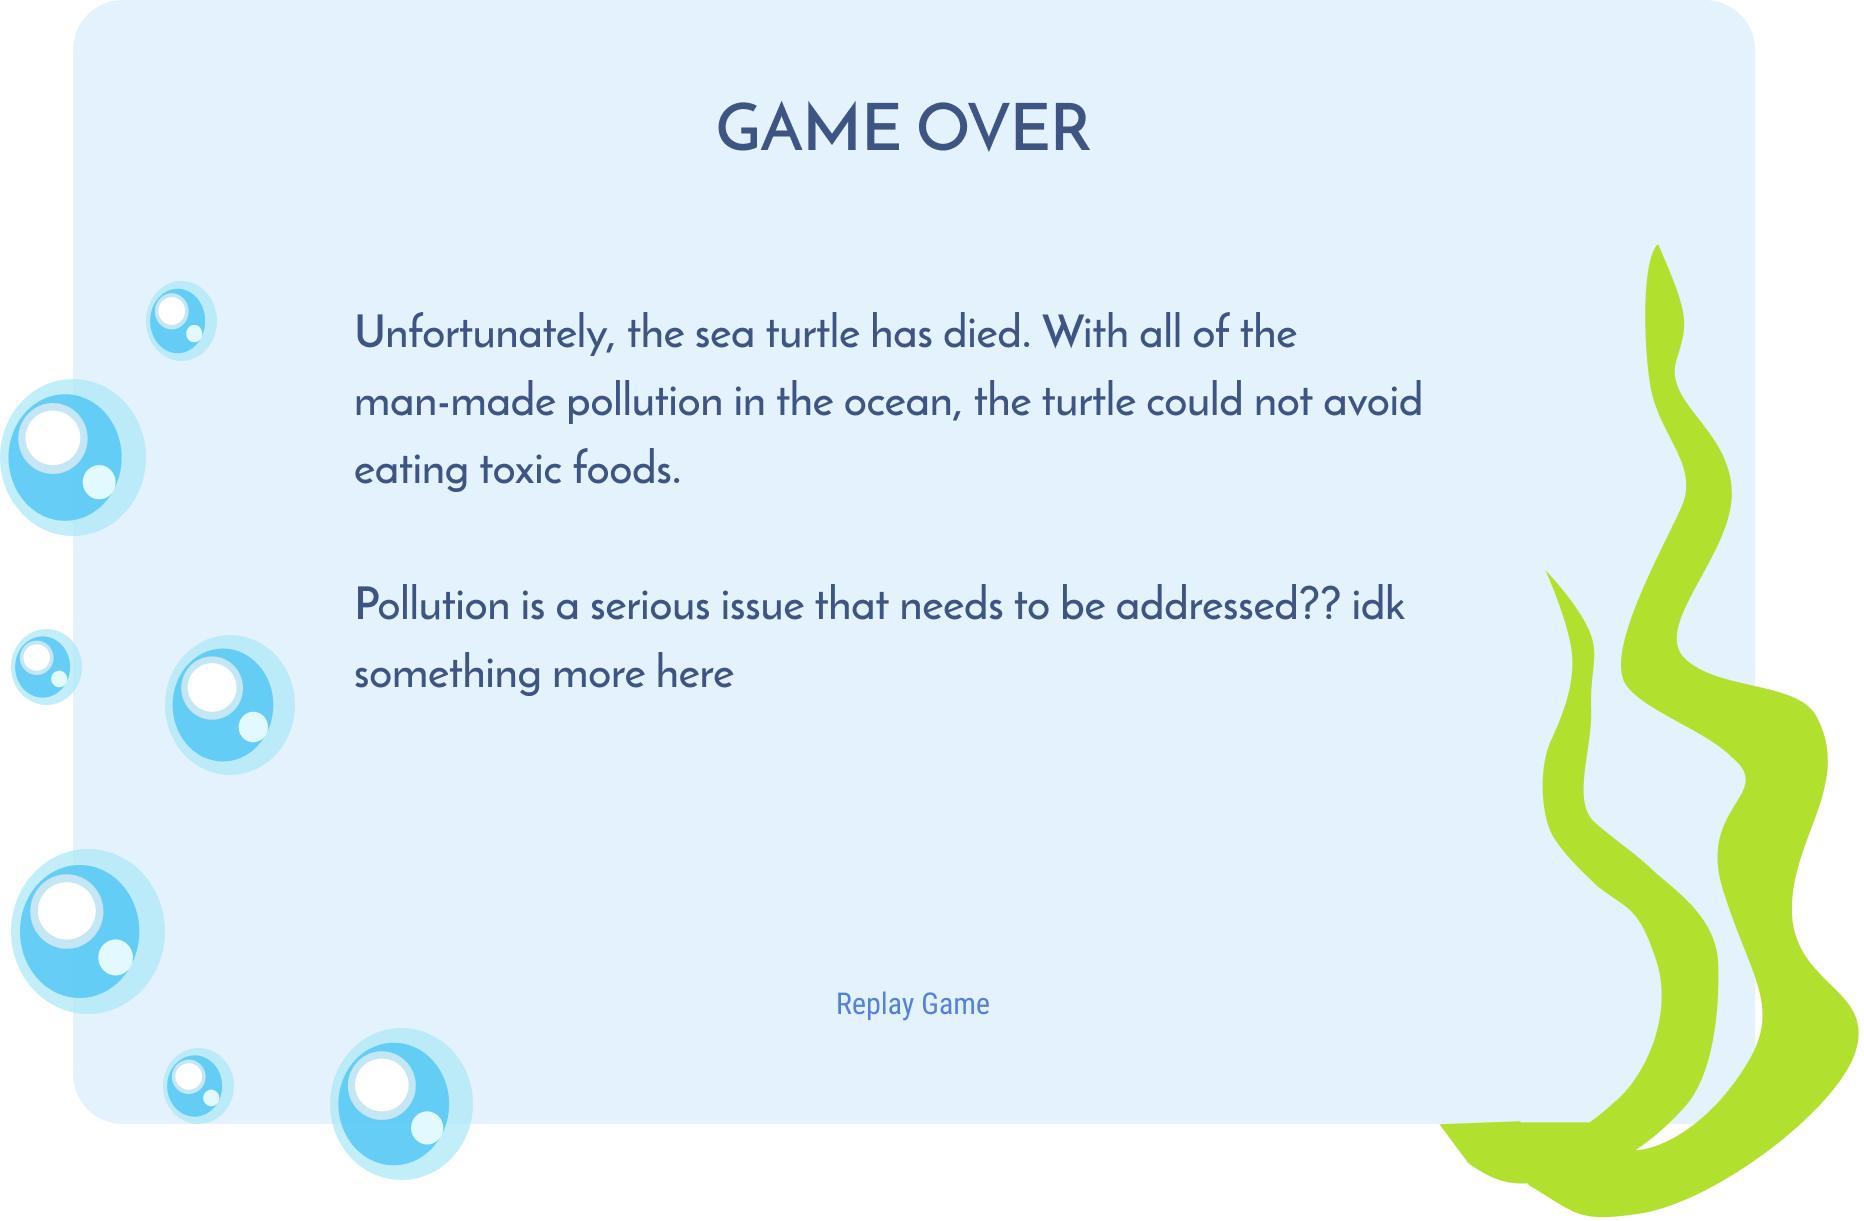 GAME OVER
Unfortunately, the sea turtle has died. With all of the
man-made pollution in the ocean, the turtle could not avoid
eating toxic foods.
Pollution is a serious issue that needs to be addressed?? idk
something more here
Replay Game